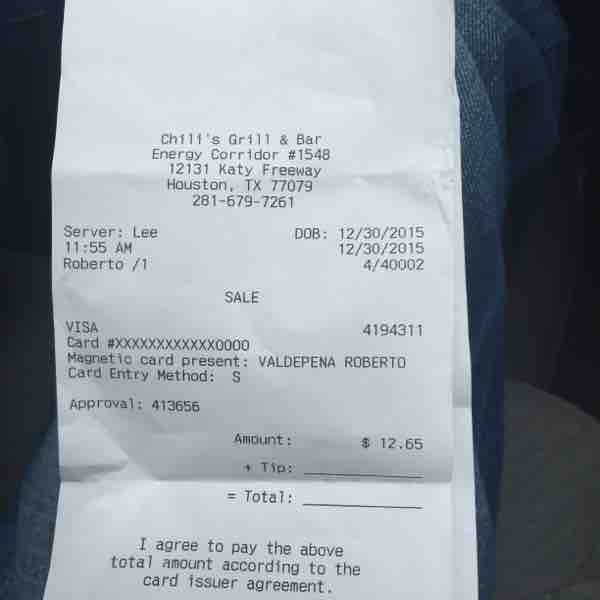 Chili's Grill & Bar
Energy Corridor #1548
12131 Katy Freeway
Houston, TX 77079
281-679-7261
Server: Lee DOB: 12/30/2015
11:55 AM 12/30/2015
Roberto /1 4/40002
SALE
VISA 4194311
Card #XXXXXXXXXXXX0000
Magnetic card present: VALDEPENA ROBERTO
Card Entry Method: S
Approval: 413656
Amount: $ 12.65
+ Tip: ____________
= Total: ____________
I agree to pay the above
total amount according to the
card issuer agreement.